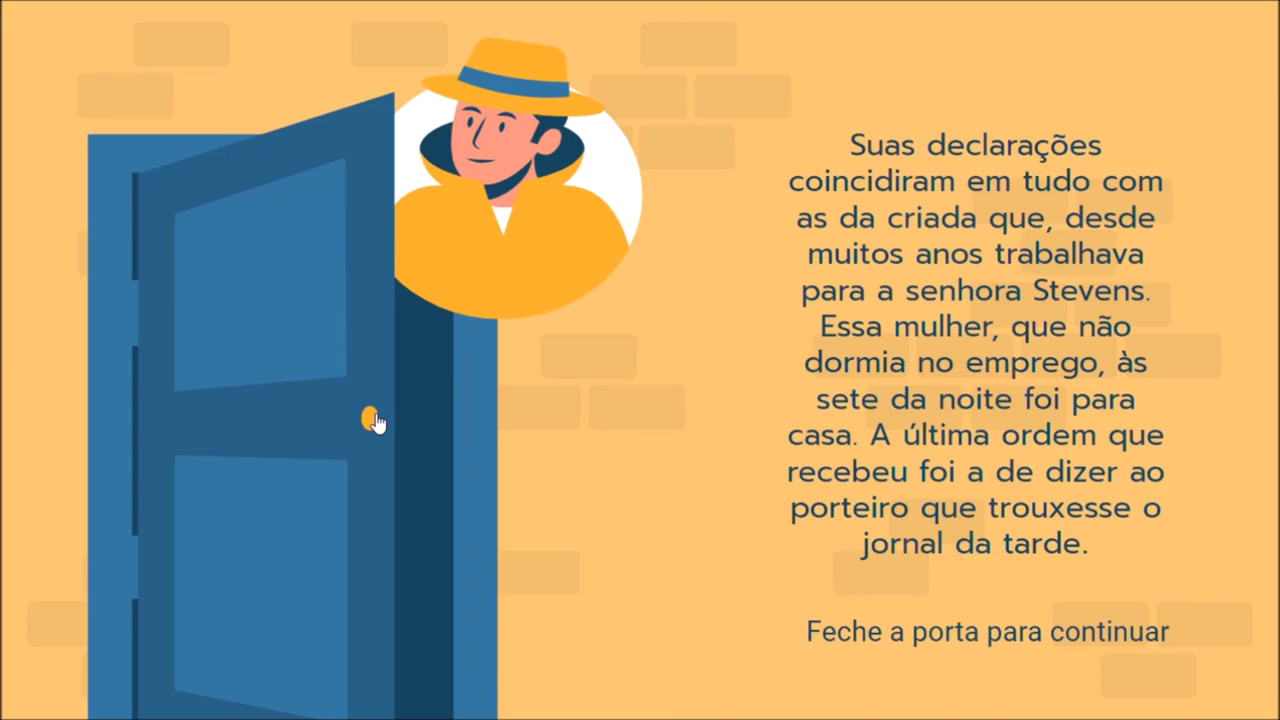 Suas declarações
coincidiram em tudo com
as da criada que, desde
muitos anos trabalhava
para a senhora Stevens.
Essa mulher, que não
dormia no emprego, às
sete da noite foi para
casa. A última ordem que
recebeu foi a de dizer ao
porteiro que trouxesse o
jornal da tarde.
Feche a porta para continuar